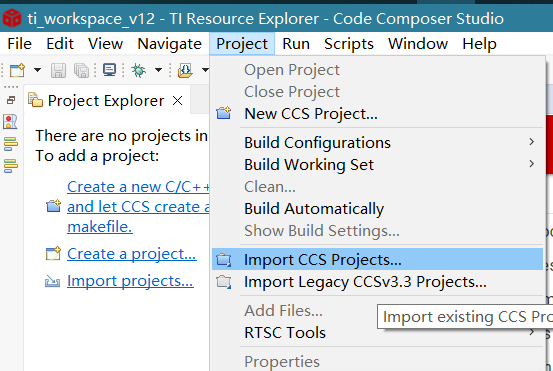 ti_workspace_v12 - TI Resource Explorer - Code Composer Studio
File Edit View Navigate Project Run Scripts Window Help
Project Explorer
There are no projects in
To add a project:
Create a new C/C++
and let CCS create a
makefile.
Create a project...
Import projects...
Open Project
Close Project
New CCS Project...
Build Configurations
Build Working Set
Clean...
Build Automatically
Show Build Settings...
Import CCS Projects...
Import Legacy CCSv3.3 Projects...
Add Files...
Import existing CCS Pro
RTSC Tools
Properties